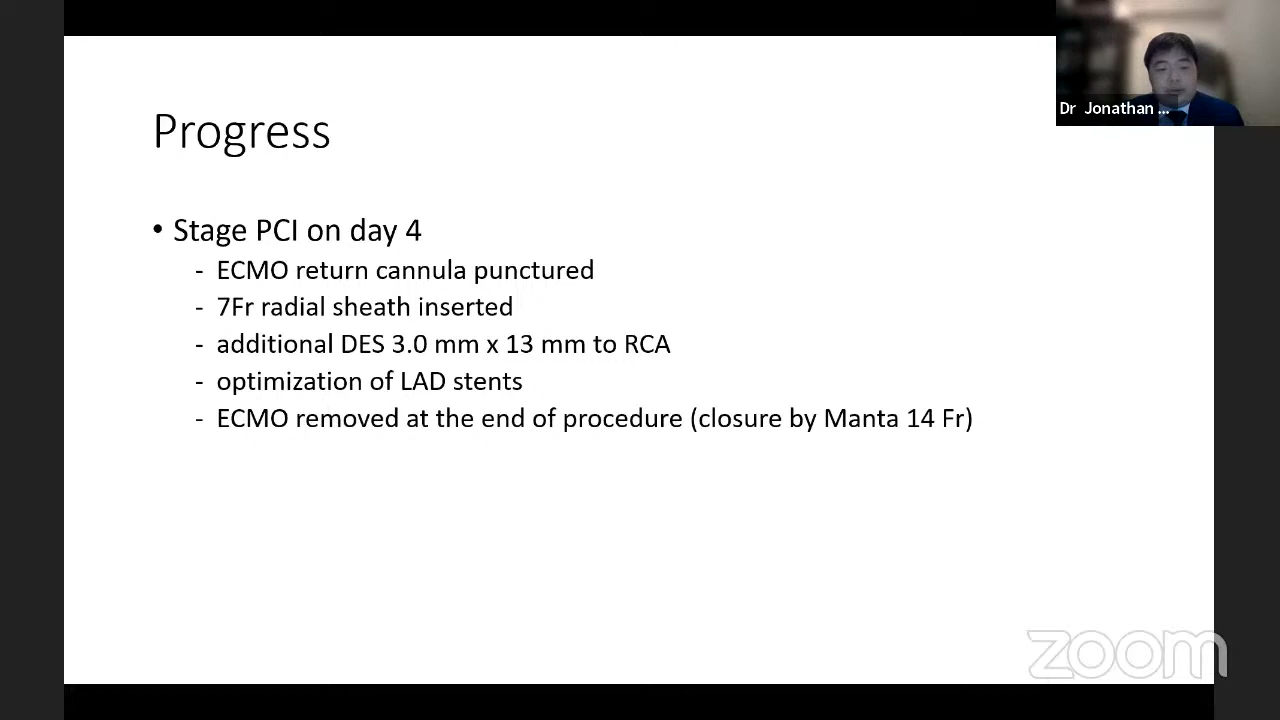 Dr Jonathan ...
Progress
• Stage PCI on day 4
- ECMO return cannula punctured
- 7Fr radial sheath inserted
- additional DES 3.0 mm x 13 mm to RCA
- optimization of LAD stents
- ECMO removed at the end of procedure (closure by Manta 14 Fr)
zoom